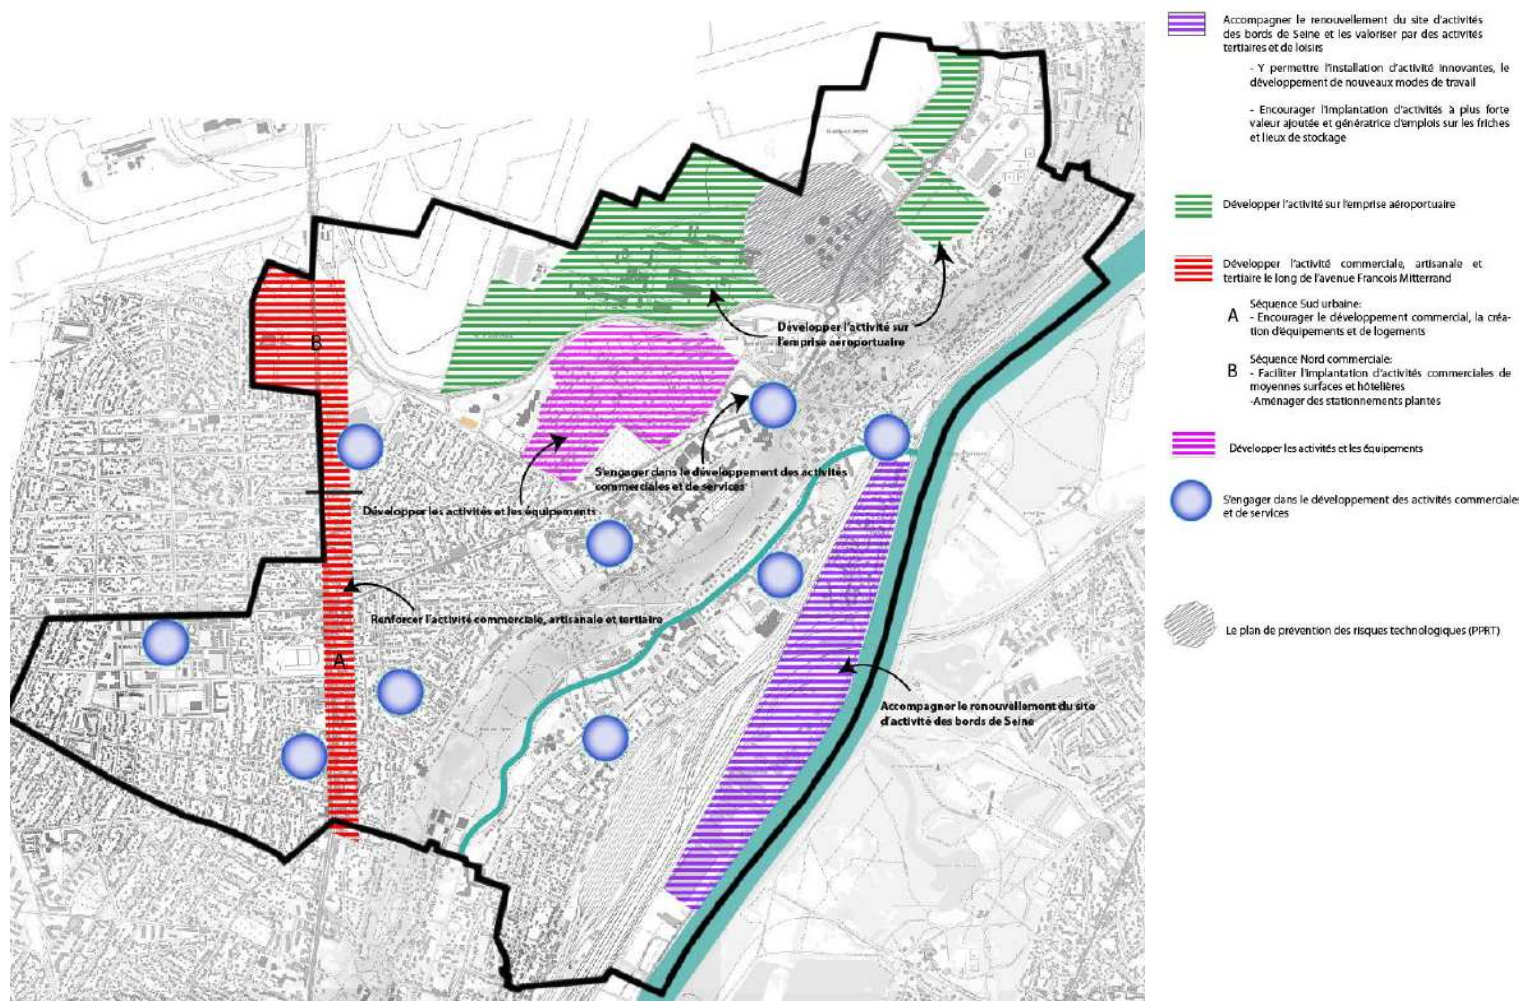 Accompagner le renouvellement du site d'activités
des bords de Seine et les valoriser par des activités
tertiaires et de loisirs
- Y permettre l'installation d'activité innovantes, le
développement de nouveaux modes de travail
- Encourager l'implantation d'activités à plus forte
valeur ajoutée et génératrice d'emplois sur les friches
et lieux de stockage
Développer l'activité sur l'emprise aéroportuaire
Développer l'activité commerciale, artisanale et
tertiaire le long de l'avenue Francois Mitterrand
A
Séquence Sud urbaine:
- Encourager le développement commercial, la créa-
tion d'équipements et de logements
B
Séquence Nord commerciale:
- Faciliter l'implantation d'activités commerciales de
moyennes surfaces et hôtelières
-Aménager des stationnements plantés
Développer les activités et les équipements
S'engager dans le développement des activités commerciales
et de services
Le plan de prévention des risques technologiques (PPRT)
Développer l'activité sur
l'emprise aéroportuaire
B
S'engager dans le développement des activités
commerciales et de services
Développer les activités et les équipements
Renforcer l'activité commerciale, artisanale et tertiaire
A
Accompagner le renouvellement du site
d'activité des bords de Seine